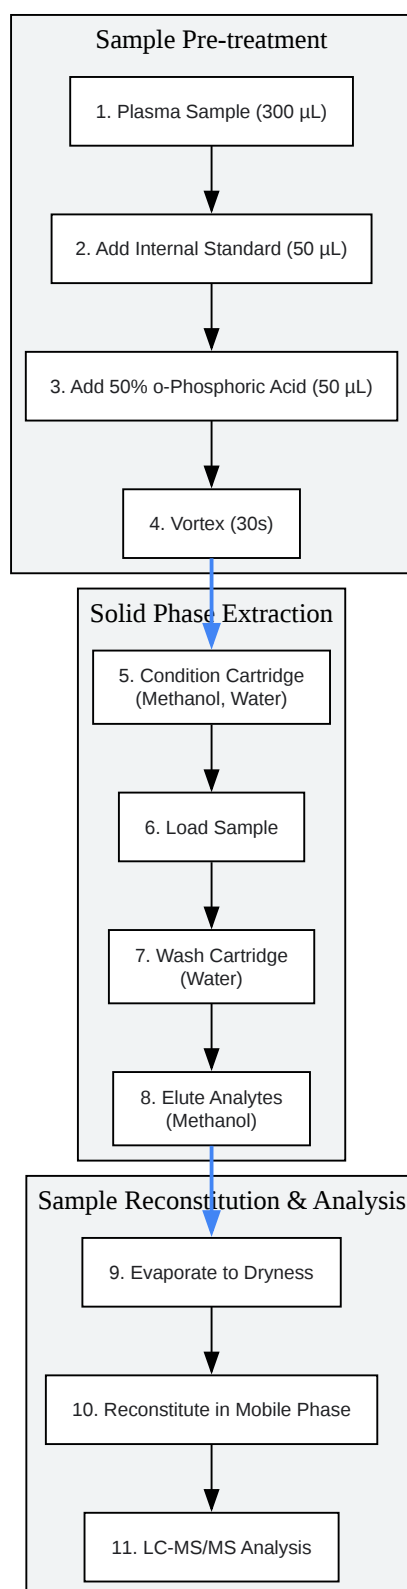 Sample Pre-treatment
1. Plasma Sample (300 µL)
2. Add Internal Standard (50 µL)
3. Add 50% o-Phosphoric Acid (50 µL)
4. Vortex (30s)
Solid Phase Extraction
5. Condition Cartridge
(Methanol, Water)
6. Load Sample
7. Wash Cartridge
(Water)
8. Elute Analytes
(Methanol)
Sample Reconstitution & Analysis
9. Evaporate to Dryness
10. Reconstitute in Mobile Phase
11. LC-MS/MS Analysis